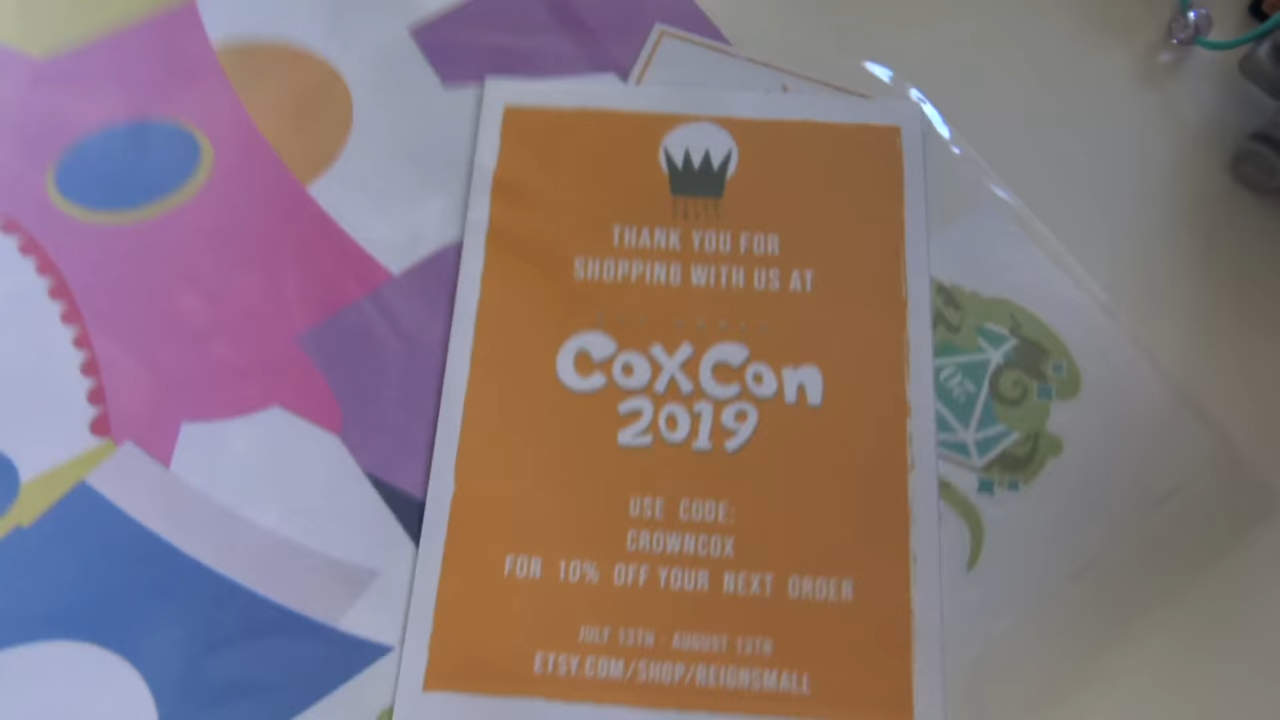 THANK YOU FOR
SHOPPING WITH US AT
CoxCon
2019
USE CODE:
CROWNCOX
FOR 10% OFF YOUR NEXT ORDER
JULY 13TH - AUGUST 13TH
ETSY.COM/SHOP/REIGNSMALL
20